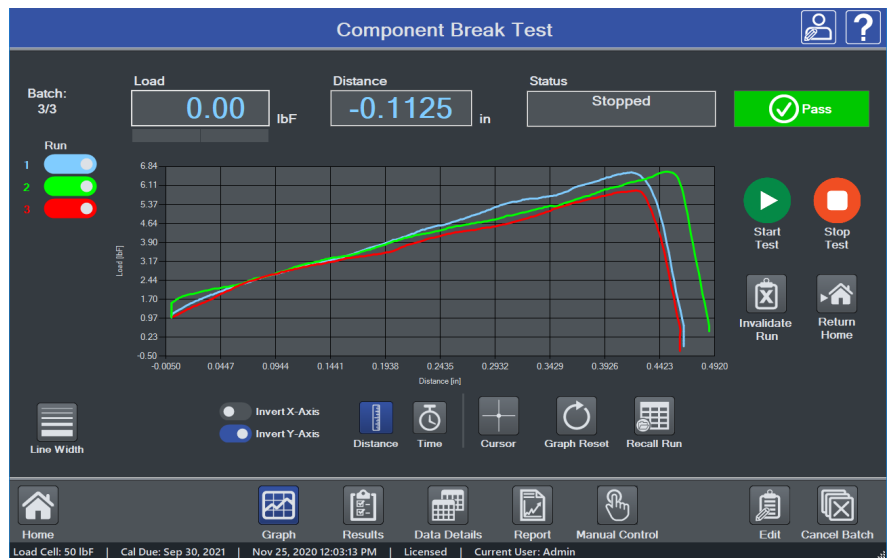 Component Break Test
?
Batch:
3/3
Load
0.00
lbF
Distance
-0.1125
in
Status
Stopped
Pass
Run
1
2
3
6.84
6.11
5.37
4.64
3.90
3.17
2.44
1.70
0.97
0.23
-0.50
Load [lbF]
-0.0050 0.0447 0.0944 0.1441 0.1938 0.2435 0.2932 0.3429 0.3926 0.4423 0.4920
Distance [in]
Start
Test
Stop
Test
Invalidate
Run
Return
Home
Line Width
Invert X-Axis
Invert Y-Axis
Distance
Time
Cursor
Graph Reset
Recall Run
Home
Graph
Results
Data Details
Report
Manual Control
Edit
Cancel Batch
Load Cell: 50 lbF | Cal Due: Sep 30, 2021 | Nov 25, 2020 12:03:13 PM | Licensed | Current User: Admin